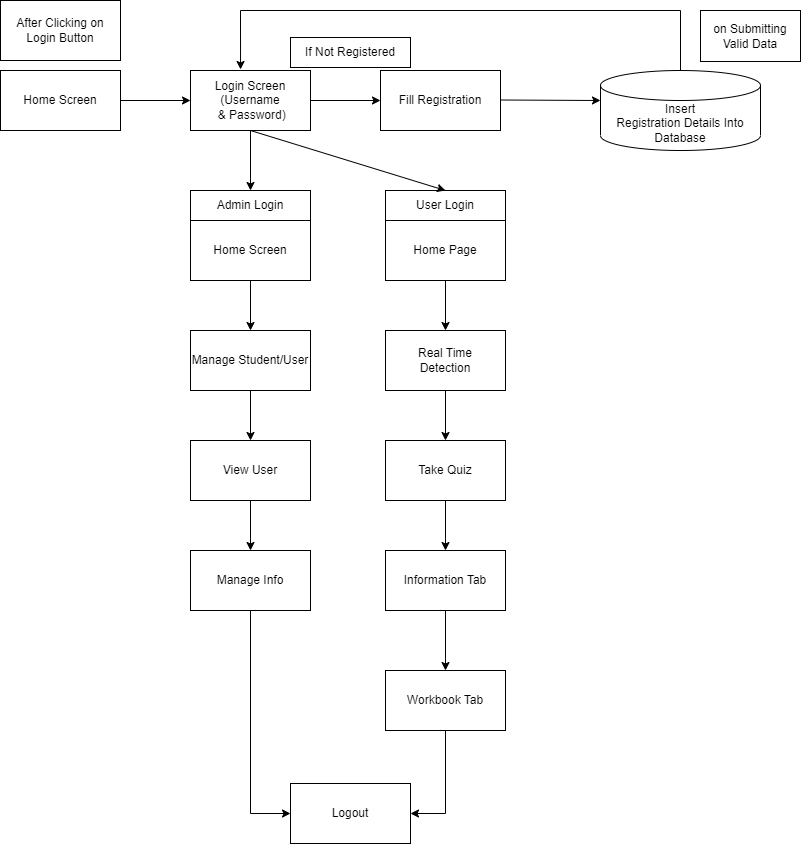 After Clicking on
Login Button
on Submitting
Valid Data
If Not Registered
Home Screen
Login Screen
(Username
& Password)
Fill Registration
Insert
Registration Details Into
Database
Admin Login
User Login
Home Screen
Home Page
Manage Student/User
Real Time
Detection
View User
Take Quiz
Manage Info
Information Tab
Workbook Tab
Logout